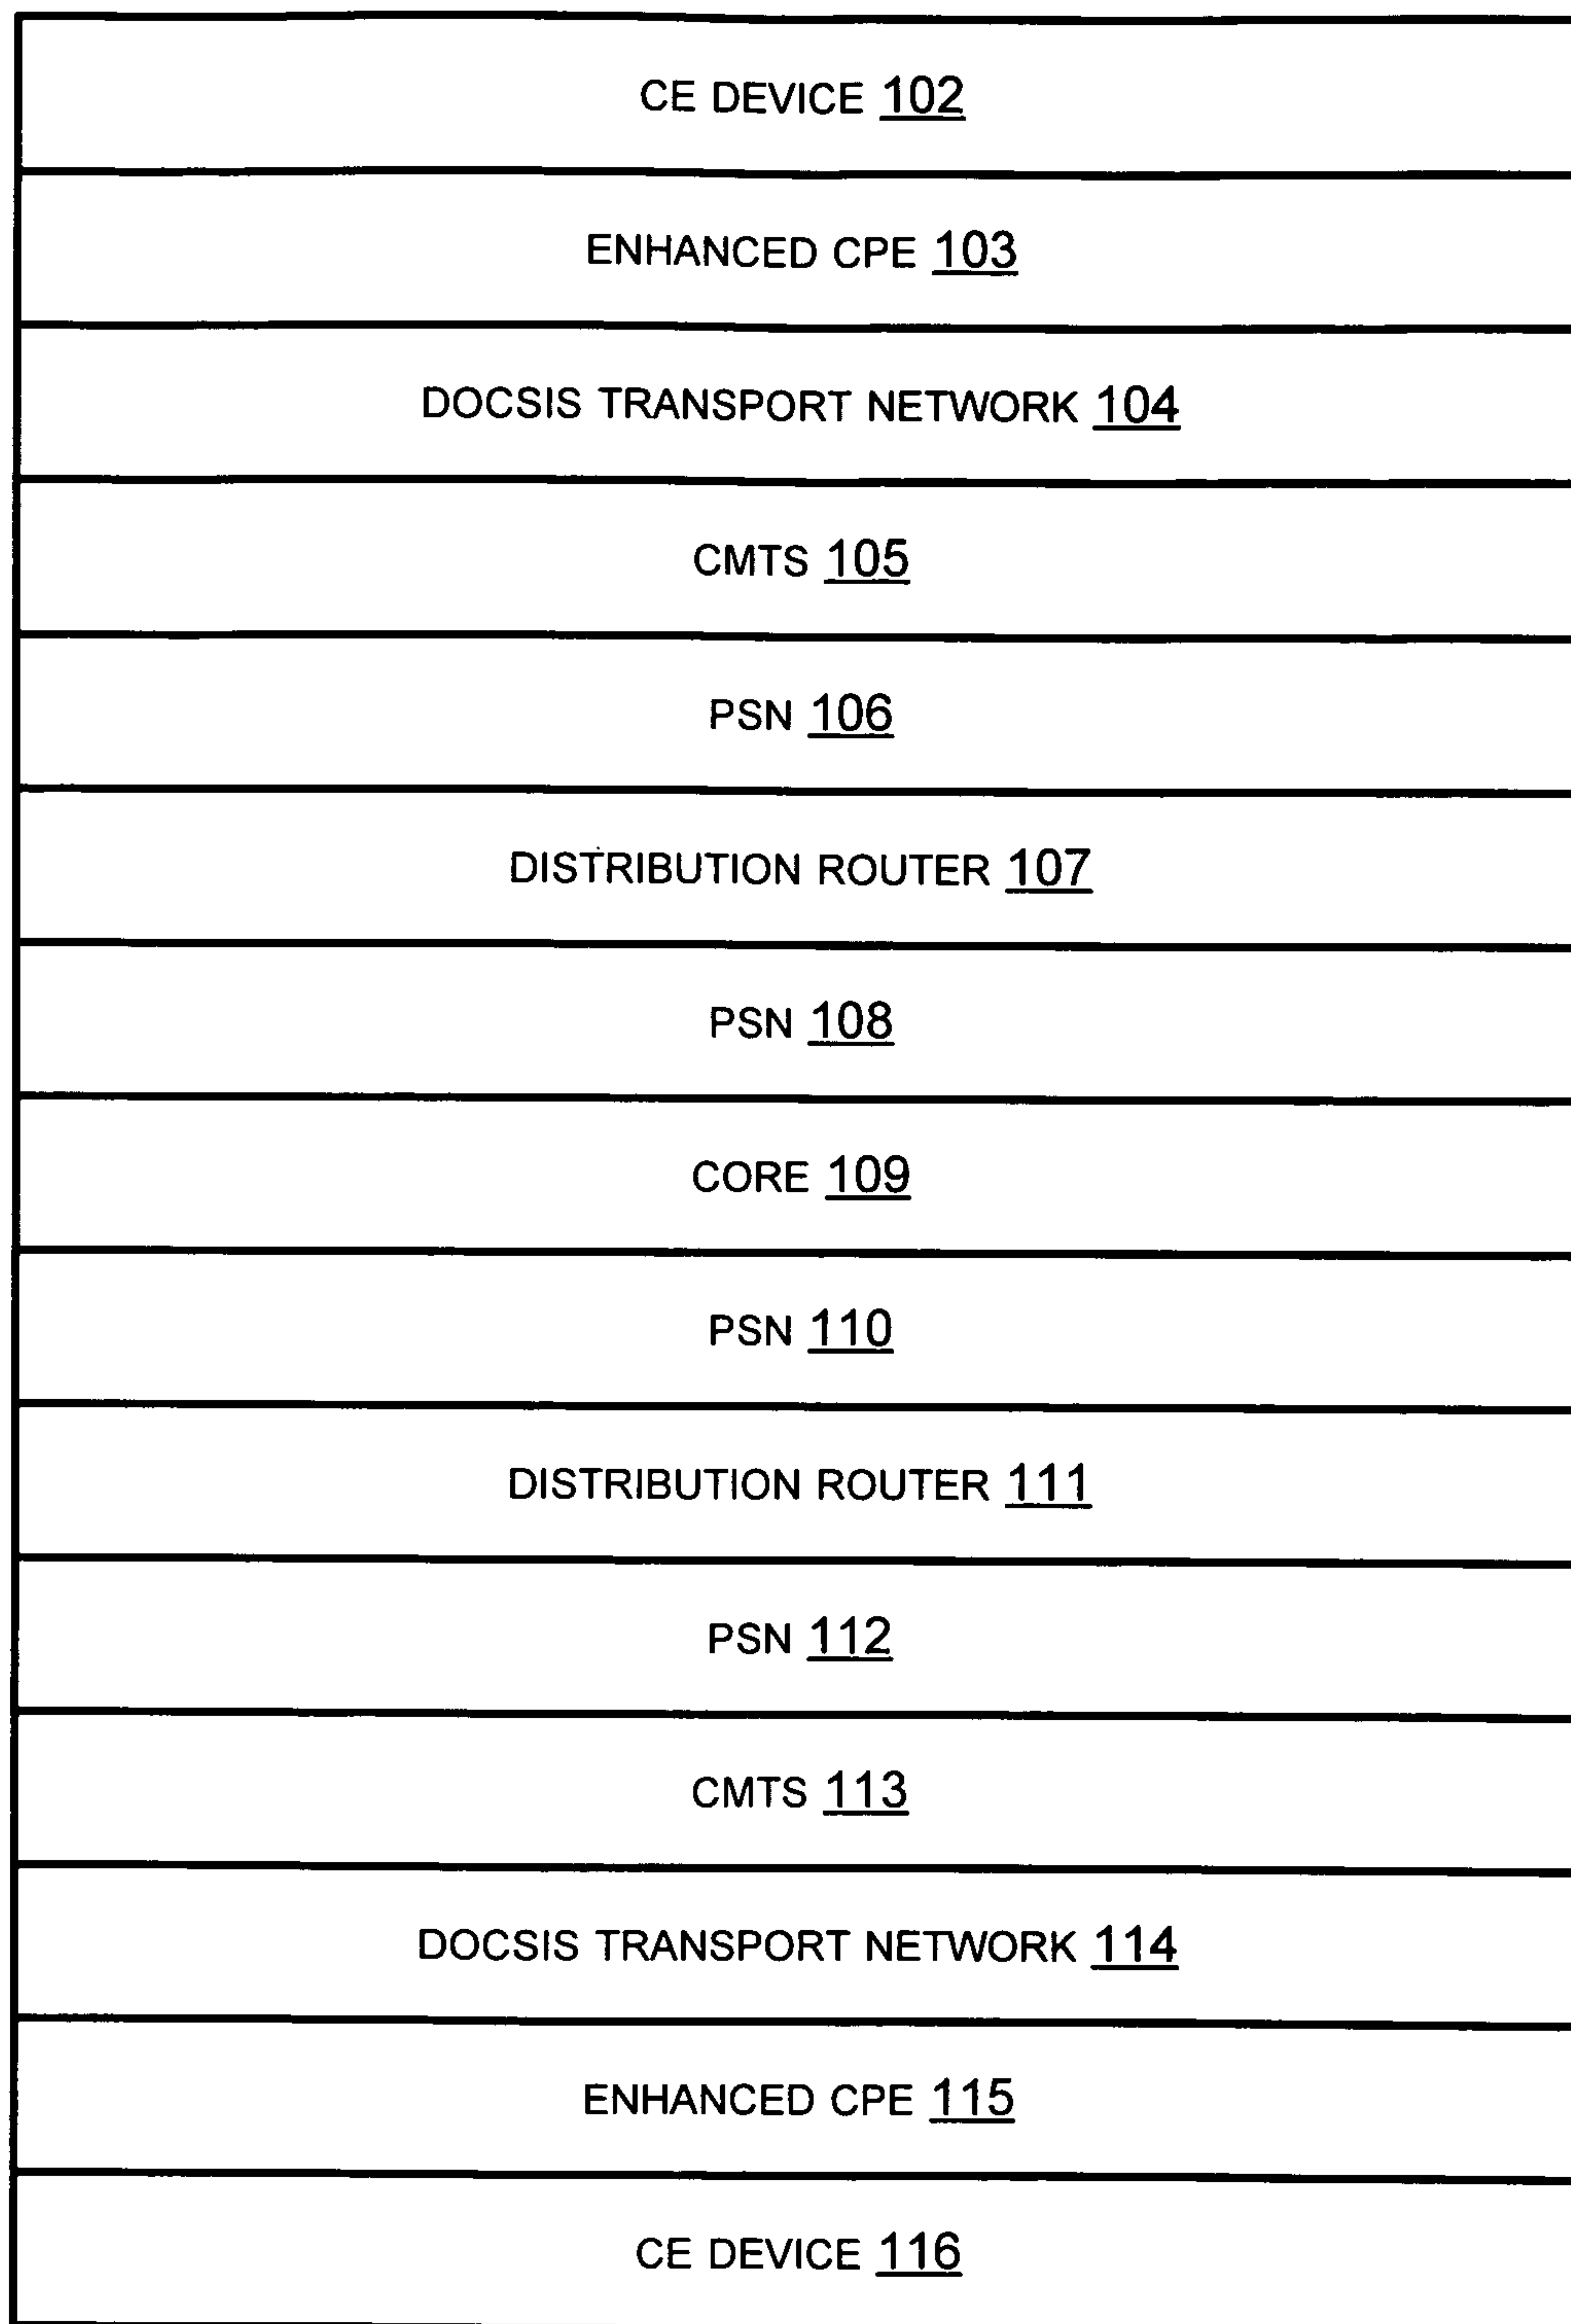 CE DEVICE 102
ENHANCED CPE 103
DOCSIS TRANSPORT NETWORK 104
CMTS 105
PSN 106
DISTRIBUTION ROUTER 107
PSN 108
CORE 109
PSN 110
DISTRIBUTION ROUTER 111
PSN 112
CMTS 113
DOCSIS TRANSPORT NETWORK 114
ENHANCED CPE 115
CE DEVICE 116